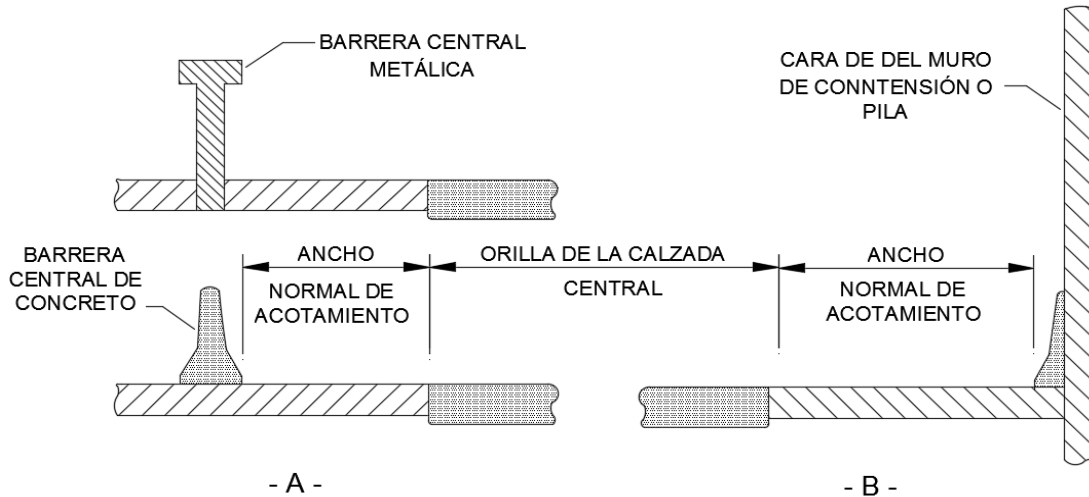 BARRERA CENTRAL
METÁLICA
CARA DE DEL MURO
DE CONNTENSIÓN O
PILA
BARRERA
CENTRAL DE
CONCRETO
ANCHO
NORMAL DE
ACOTAMIENTO
ORILLA DE LA CALZADA
CENTRAL
ANCHO
NORMAL DE
ACOTAMIENTO
- A -
- B -